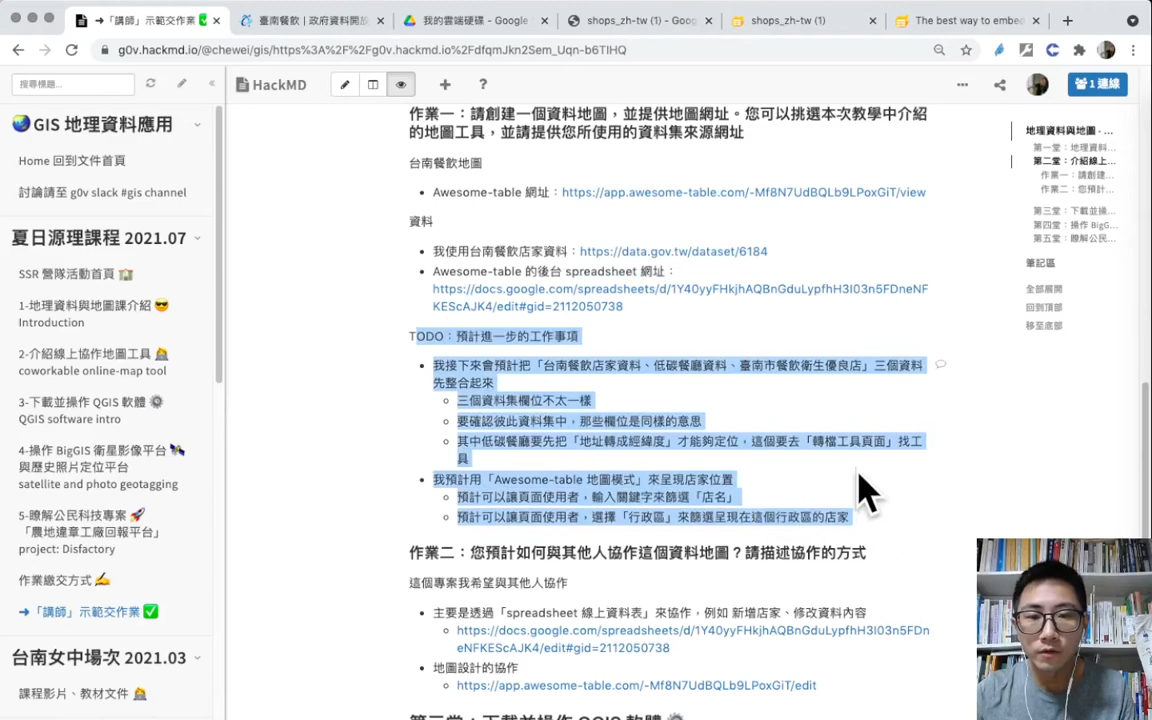 →「講師」示範交作業 ✅
臺南餐飲 | 政府資料開放
我的雲端硬碟 - Google
shops_zh-tw (1) - Goog
shops_zh-tw (1)
The best way to embed
g0v.hackmd.io/@chewei/gis/https%3A%2F%2Fg0v.hackmd.io%2FdfqmJkn2Sem_Uqn-b6TIHQ
搜尋標題...
HackMD
1 連線
🌏GIS 地理資料應用
Home 回到文件首頁
討論請至 g0v slack #gis channel
夏日源理課程 2021.07
SSR 營隊活動首頁 🏫
1-地理資料與地圖課介紹 😎
Introduction
2-介紹線上協作地圖工具 🙋
coworkable online-map tool
3-下載並操作 QGIS 軟體 ⚙️
QGIS software intro
4-操作 BigGIS 衛星影像平台 🛰
與歷史照片定位平台
satellite and photo geotagging
5-瞭解公民科技專案 🚀
「農地違章工廠回報平台」
project: Disfactory
作業繳交方式 ✍️
→「講師」示範交作業 ✅
台南女中場次 2021.03
課程影片、教材文件 🙋
作業一：請創建一個資料地圖，並提供地圖網址。您可以挑選本次教學中介紹
的地圖工具，並請提供您所使用的資料集來源網址
台南餐飲地圖
Awesome-table 網址：https://app.awesome-table.com/-Mf8N7UdBQLb9LPoxGiT/view
資料
我使用台南餐飲店家資料：https://data.gov.tw/dataset/6184
Awesome-table 的後台 spreadsheet 網址：
https://docs.google.com/spreadsheets/d/1Y40yyFHkjhAQBnGduLypfhH3I03n5FDneNF
KEScAJK4/edit#gid=2112050738
TODO：預計進一步的工作事項
我接下來會預計把「台南餐飲店家資料、低碳餐廳資料、臺南市餐飲衛生優良店」三個資料
先整合起來
三個資料集欄位不太一樣
要確認彼此資料集中，那些欄位是同樣的意思
其中低碳餐廳要先把「地址轉成經緯度」才能夠定位，這個要去「轉檔工具頁面」找工
具
我預計用「Awesome-table 地圖模式」來呈現店家位置
預計可以讓頁面使用者，輸入關鍵字來篩選「店名」
預計可以讓頁面使用者，選擇「行政區」來篩選呈現在這個行政區的店家
作業二：您預計如何與其他人協作這個資料地圖？請描述協作的方式
這個專案我希望與其他人協作
主要是透過「spreadsheet 線上資料表」來協作，例如 新增店家、修改資料內容
https://docs.google.com/spreadsheets/d/1Y40yyFHkjhAQBnGduLypfhH3I03n5FDn
eNFKEScAJK4/edit#gid=2112050738
地圖設計的協作
https://app.awesome-table.com/-Mf8N7UdBQLb9LPoxGiT/edit
第三堂：下載並操作 QGIS 軟體 ⚙️
地理資料與地圖 - ...
第一堂：地理資料...
第二堂：介紹線上...
作業一：請創建...
作業二：您預計...
第三堂：下載並操...
第四堂：操作 BigG...
第五堂：瞭解公民...
筆記區
全部展開
回到頂部
移至底部